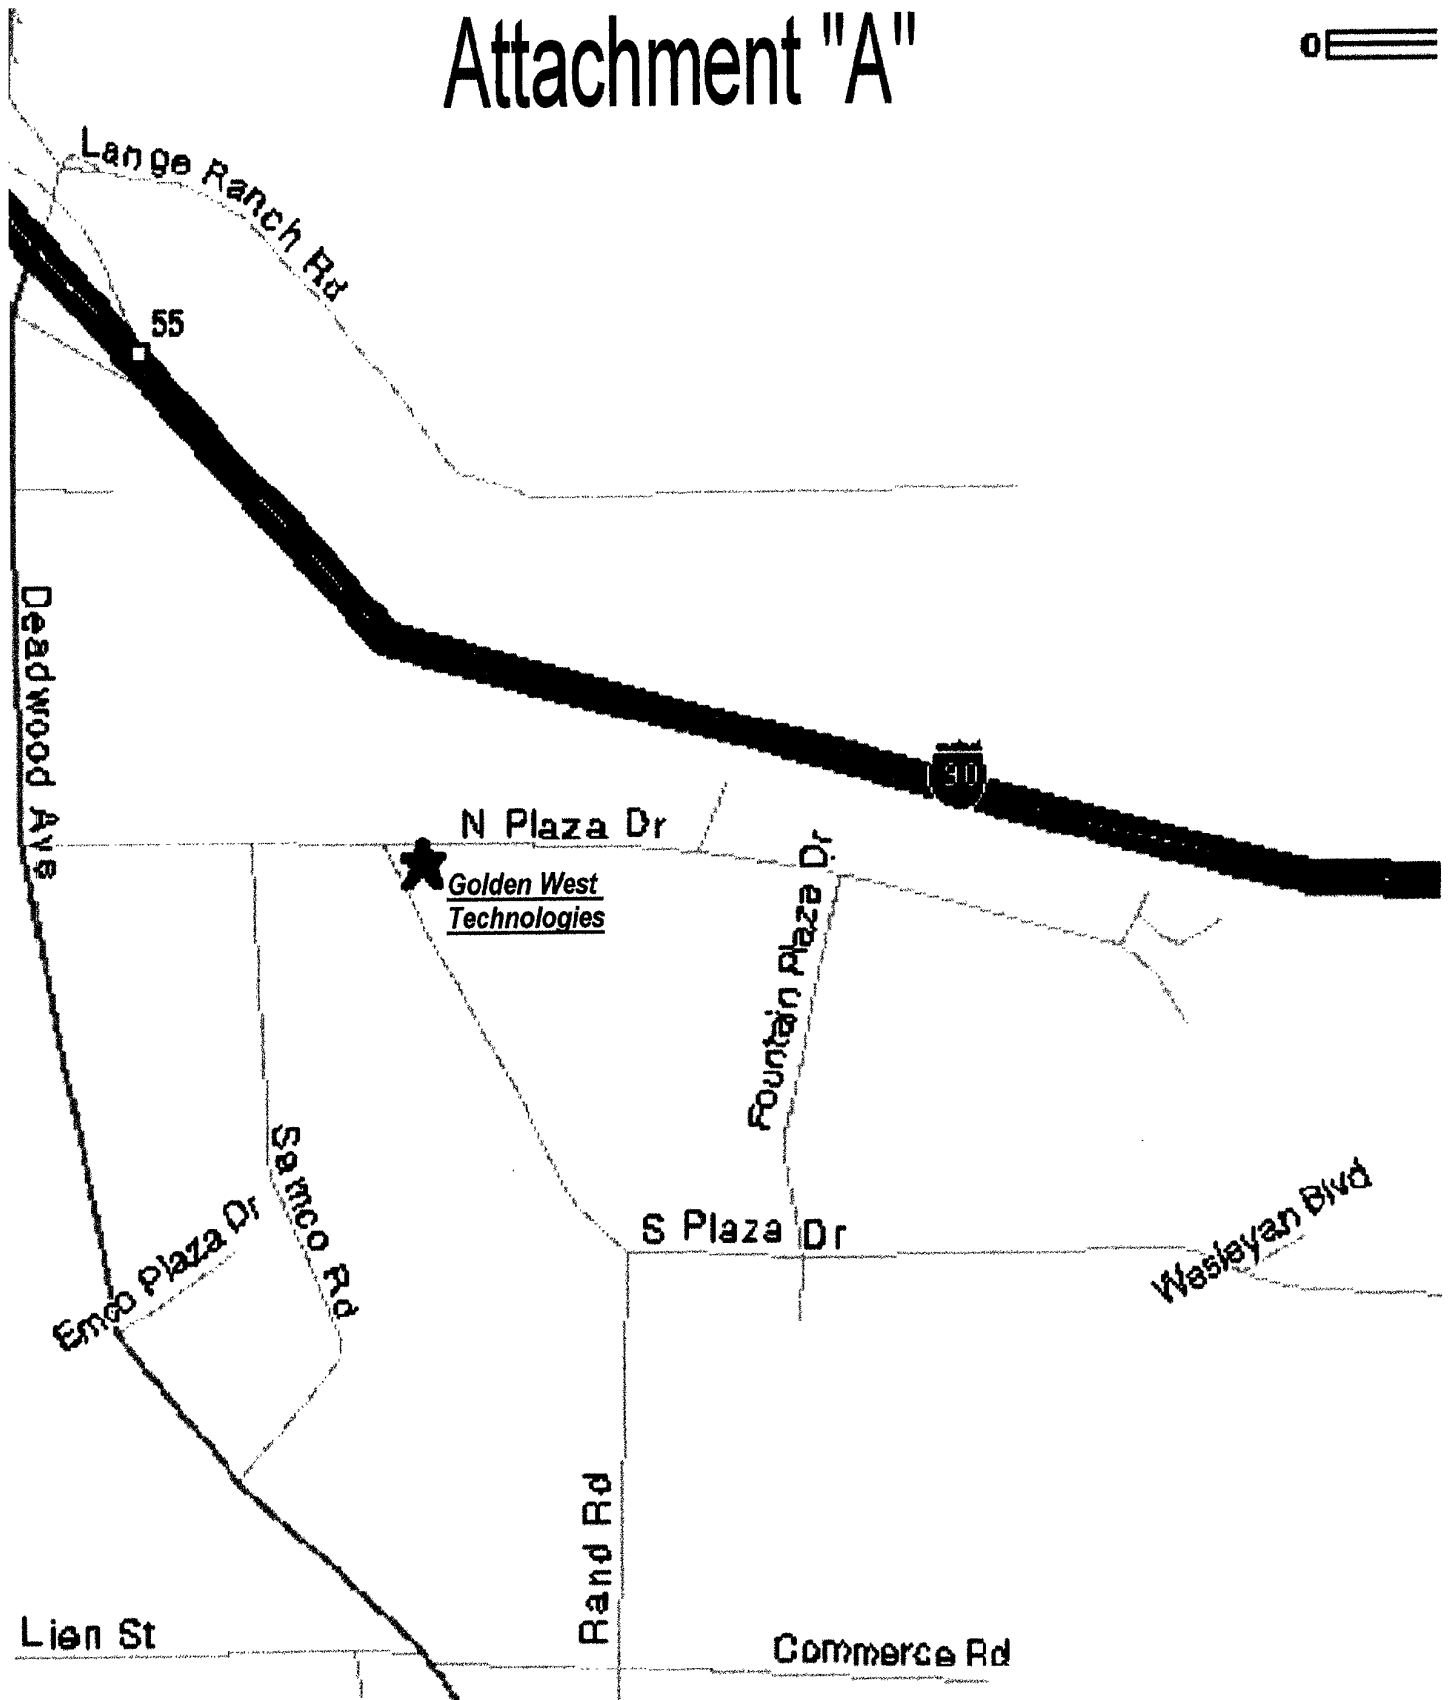 Attachment "A"
0
Lange Ranch Rd
55
Deadwood Ave
90
N Plaza Dr
Golden West
Technologies
Fountain Plaza Dr
Samco Rd
Emco Plaza Dr
S Plaza Dr
Wesleyan Blvd
Rand Rd
Lien St
Commerce Rd